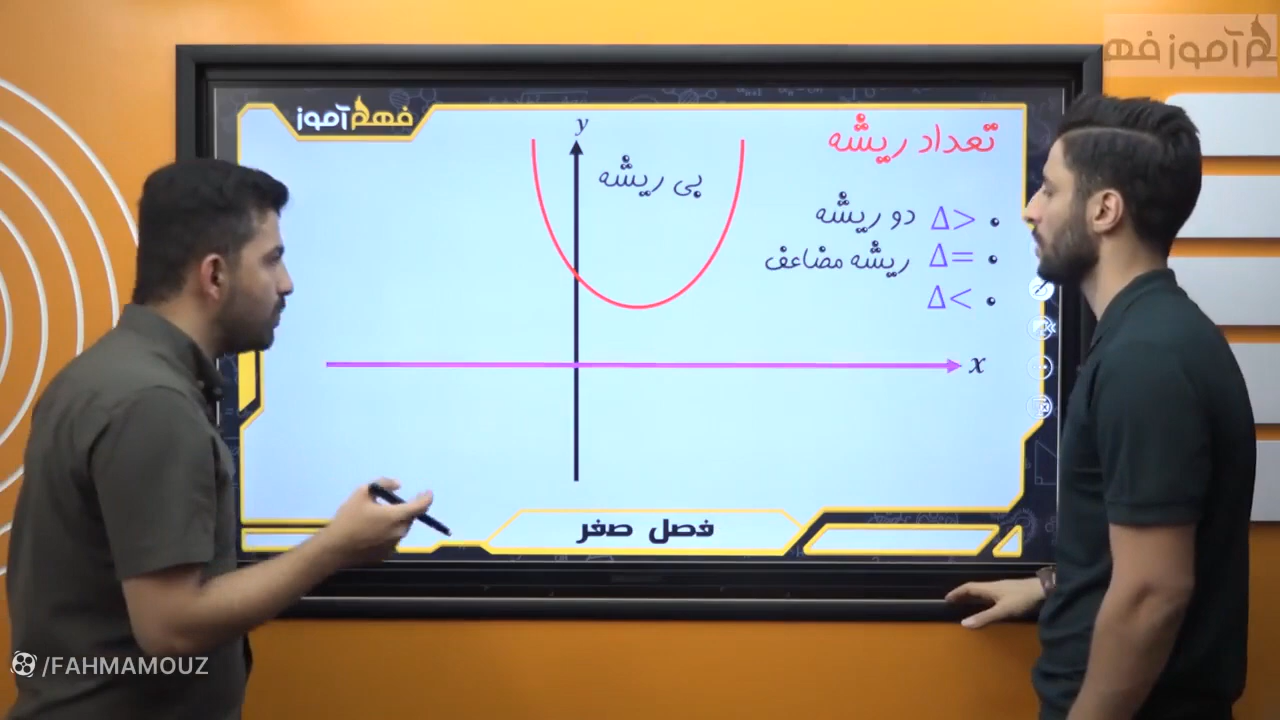 فهم‌آموز
فهم‌آموز
y
تعداد ریشه
بی ریشه
• Δ> دو ریشه
• Δ= ریشه مضاعف
• Δ<
x
فصل صفر
/FAHMAMOUZ